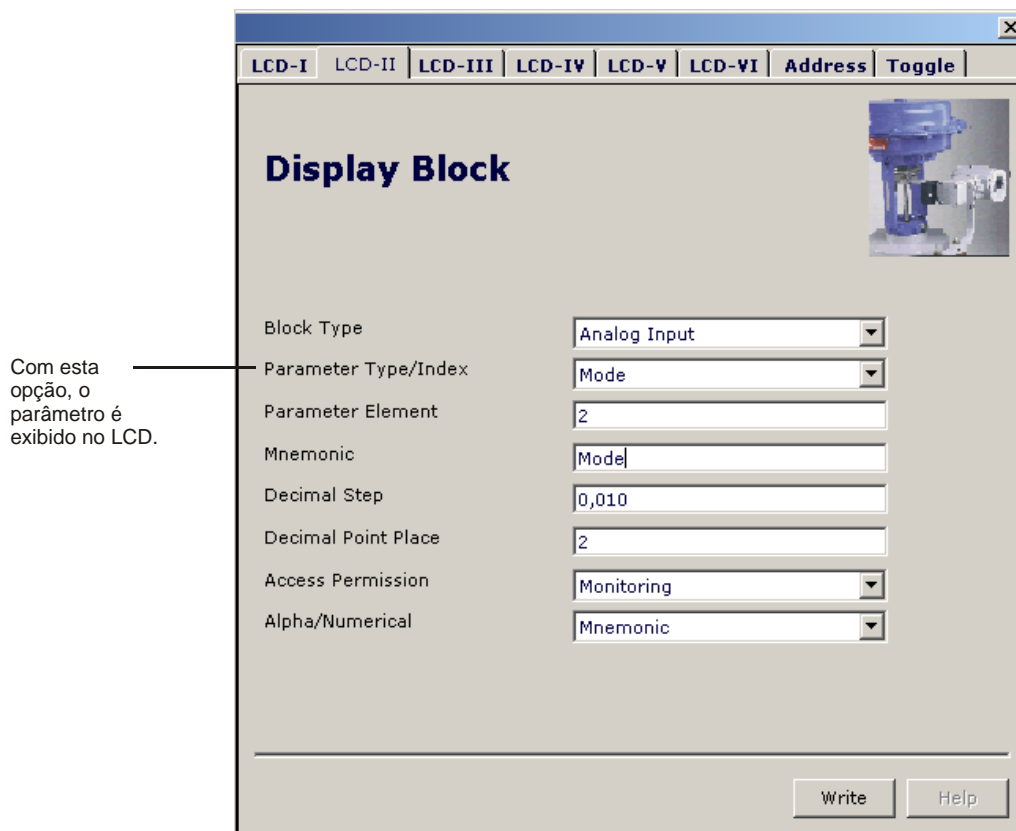 LCD-I LCD-II LCD-III LCD-IV LCD-V LCD-VI Address Toggle
Display Block
Block Type Analog Input
Com esta
opção, o
parâmetro é
exibido no LCD.
Parameter Type/Index Mode
Parameter Element 2
Mnemonic Mode
Decimal Step 0,010
Decimal Point Place 2
Access Permission Monitoring
Alpha/Numerical Mnemonic
Write Help